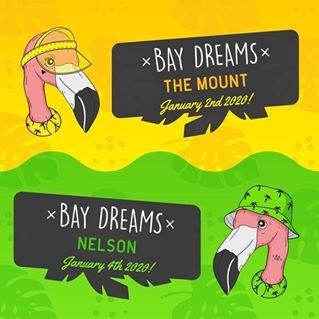 ×BAY DREAMS×
THE MOUNT
January 2nd 2020!
×BAY DREAMS×
NELSON
January 4th 2020!